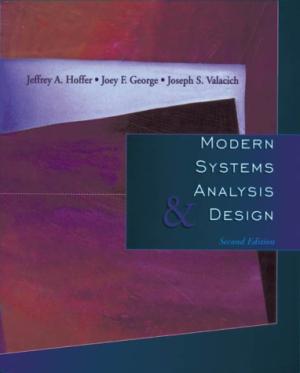 Jeffrey A. Hoffer • Joey F. George • Joseph S. Valacich
MODERN
SYSTEMS
ANALYSIS
& DESIGN
Second Edition